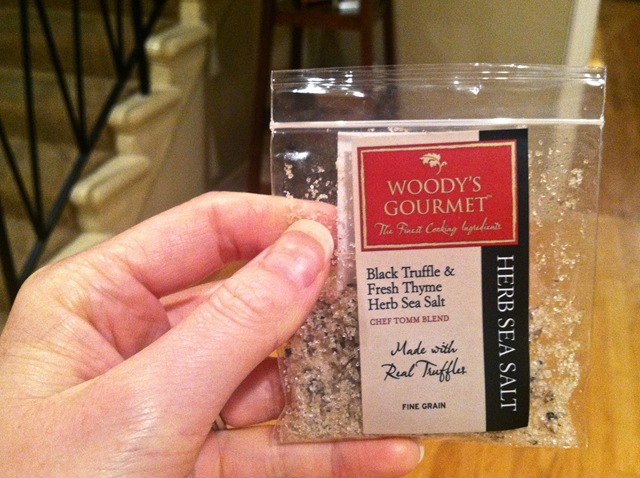 WOODY'S
GOURMET™
The Finest Cooking Ingredients
Black Truffle &
Fresh Thyme
Herb Sea Salt
CHEF TOMM BLEND
Made with
Real Truffles
FINE GRAIN
HERB SEA SALT